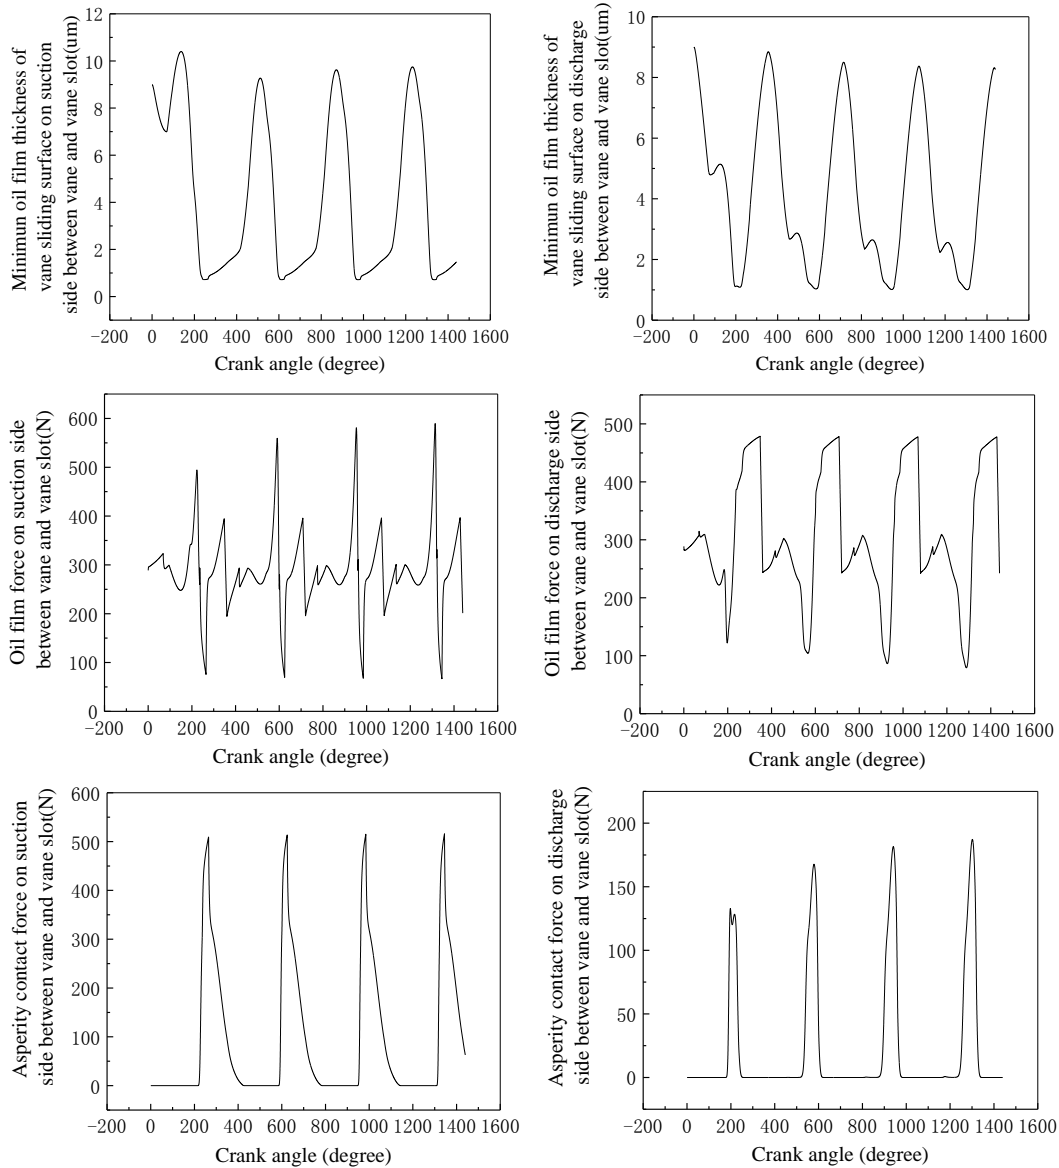 Minimun oil film thickness of
vane sliding surface on suction
side between vane and vane slot(um)
12
10
8
6
4
2
0
-200 0 200 400 600 800 1000 1200 1400 1600
Crank angle (degree)
Minimun oil film thickness of
vane sliding surface on discharge
side between vane and vane slot(um)
10
8
6
4
2
0
-200 0 200 400 600 800 1000 1200 1400 1600
Crank angle (degree)
Oil film force on suction side
between vane and vane slot(N)
600
500
400
300
200
100
0
-200 0 200 400 600 800 1000 1200 1400 1600
Crank angle (degree)
Oil film force on discharge side
between vane and vane slot(N)
500
400
300
200
100
0
-200 0 200 400 600 800 1000 1200 1400 1600
Crank angle (degree)
Asperity contact force on suction
side between vane and vane slot(N)
600
500
400
300
200
100
0
-200 0 200 400 600 800 1000 1200 1400 1600
Crank angle (degree)
Asperity contact force on discharge
side between vane and vane slot(N)
200
150
100
50
0
-200 0 200 400 600 800 1000 1200 1400 1600
Crank angle (degree)